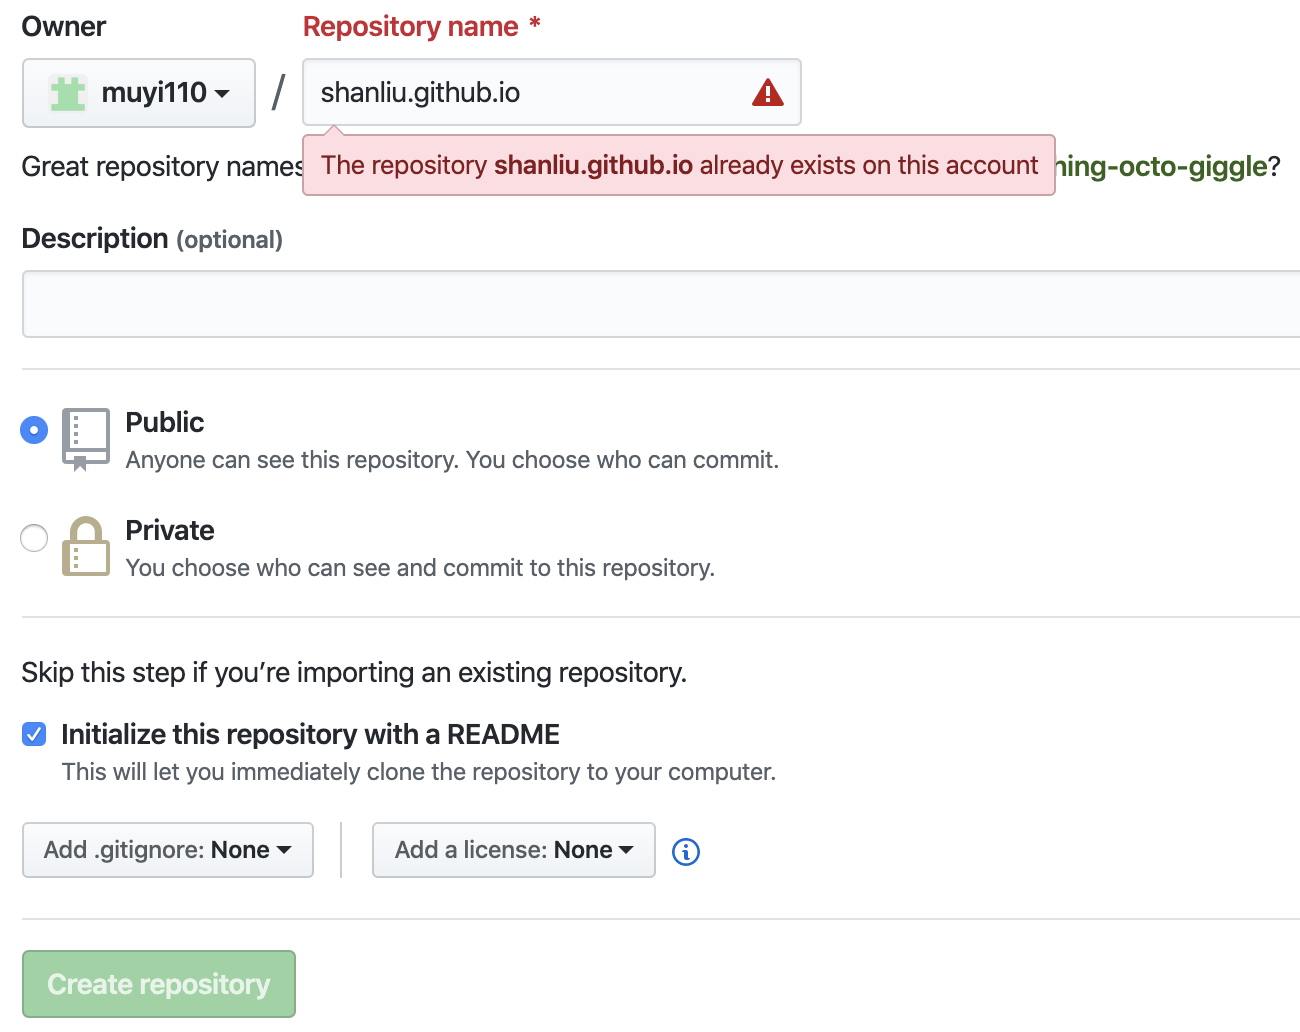 Owner
Repository name *
muyi110 / shanliu.github.io
Great repository names
The repository shanliu.github.io already exists on this account
ning-octo-giggle?
Description (optional)
Public
Anyone can see this repository. You choose who can commit.
Private
You choose who can see and commit to this repository.
Skip this step if you’re importing an existing repository.
Initialize this repository with a README
This will let you immediately clone the repository to your computer.
Add .gitignore: None
Add a license: None
Create repository